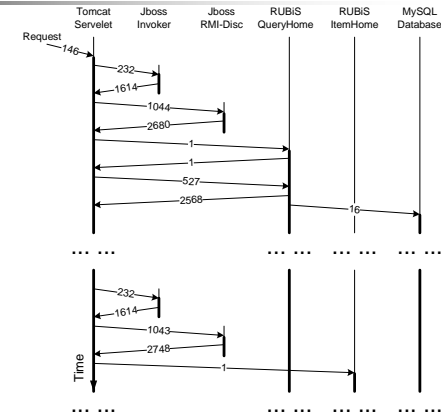 Tomcat Jboss Jboss RUBiS RUBiS MySQL
Servelet Invoker RMI-Disc QueryHome ItemHome Database
Request
146
232
1614
1044
2680
1
1
527
2568
16
... ... ... ... ... ... ... ...
232
1614
1043
2748
1
Time
... ... ... ... ... ... ... ...